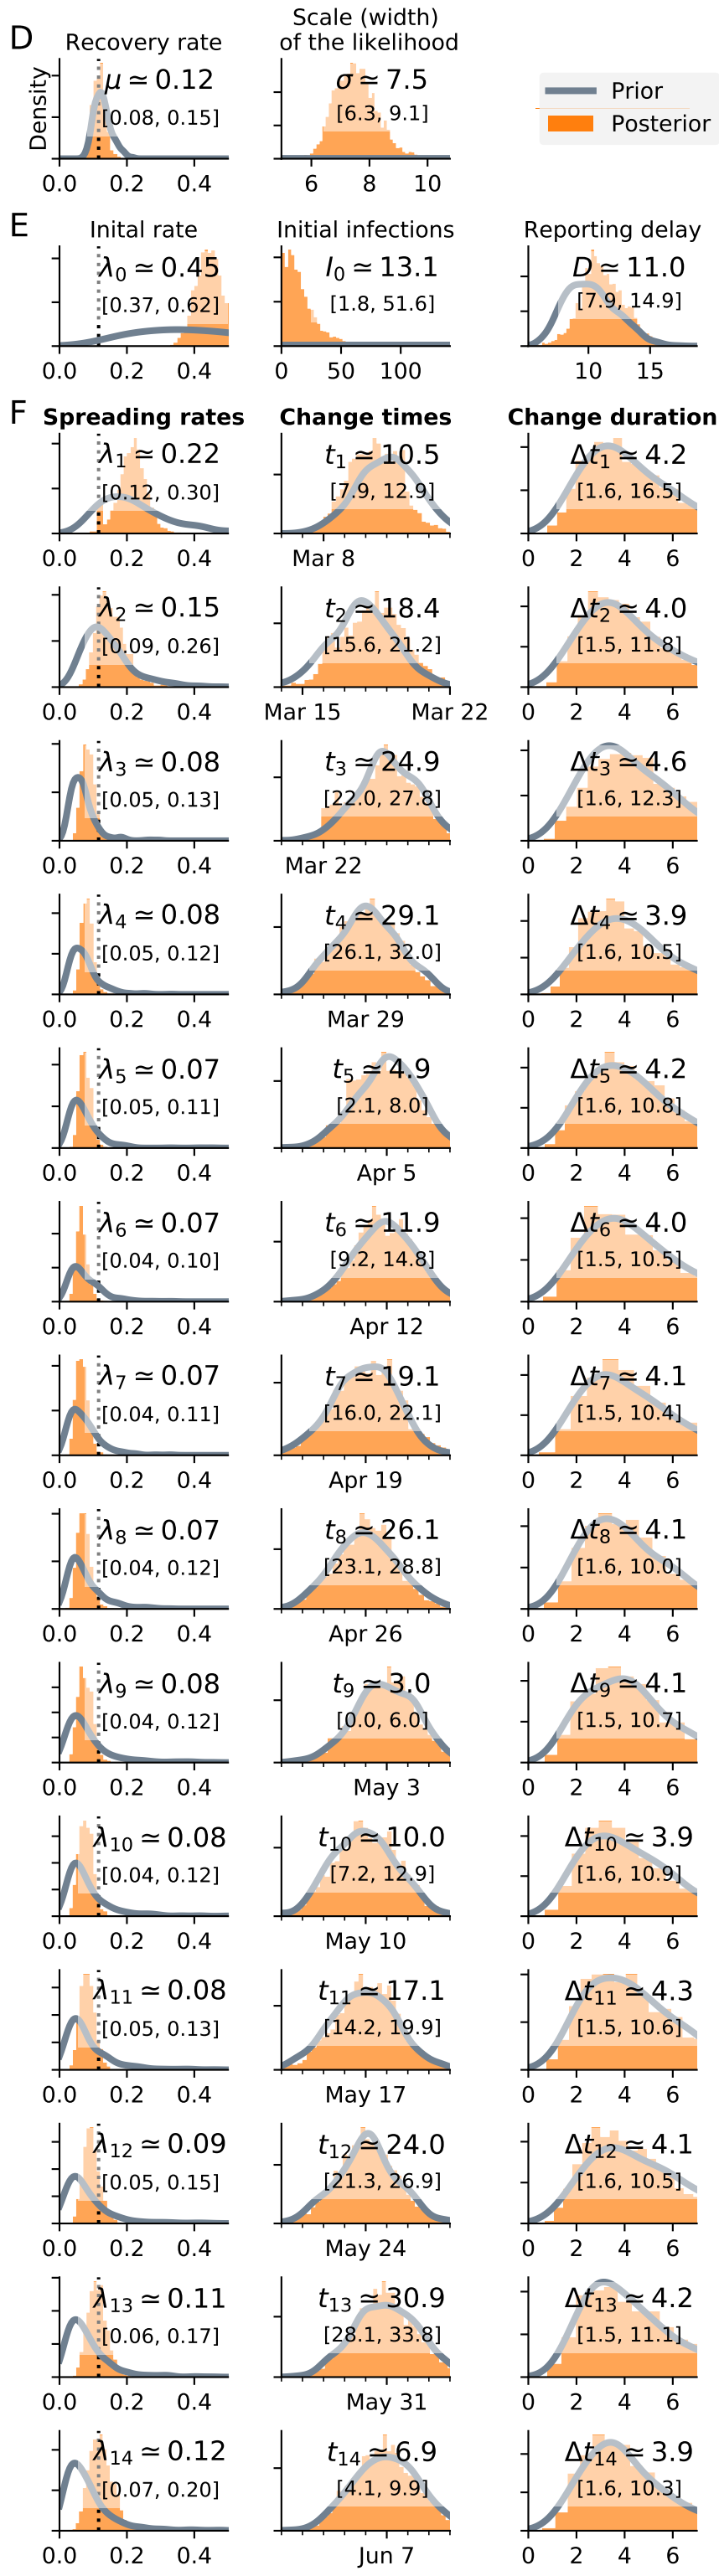 D
Recovery rate
Scale (width)
of the likelihood
Density
μ ≃ 0.12
[0.08, 0.15]
σ ≃ 7.5
[6.3, 9.1]
Prior
Posterior
0.0 0.2 0.4
6 8 10
E
Inital rate
Initial infections
Reporting delay
λ0 ≃ 0.45
[0.37, 0.62]
I0 ≃ 13.1
[1.8, 51.6]
D ≃ 11.0
[7.9, 14.9]
0.0 0.2 0.4
0 50 100
10 15
F
Spreading rates
Change times
Change duration
λ1 ≃ 0.22
[0.12, 0.30]
t1 ≃ 10.5
[7.9, 12.9]
Δt1 ≃ 4.2
[1.6, 16.5]
0.0 0.2 0.4
Mar 8
0 2 4 6
λ2 ≃ 0.15
[0.09, 0.26]
t2 ≃ 18.4
[15.6, 21.2]
Δt2 ≃ 4.0
[1.5, 11.8]
0.0 0.2 0.4
Mar 15 Mar 22
0 2 4 6
λ3 ≃ 0.08
[0.05, 0.13]
t3 ≃ 24.9
[22.0, 27.8]
Δt3 ≃ 4.6
[1.6, 12.3]
0.0 0.2 0.4
Mar 22
0 2 4 6
λ4 ≃ 0.08
[0.05, 0.12]
t4 ≃ 29.1
[26.1, 32.0]
Δt4 ≃ 3.9
[1.6, 10.5]
0.0 0.2 0.4
Mar 29
0 2 4 6
λ5 ≃ 0.07
[0.05, 0.11]
t5 ≃ 4.9
[2.1, 8.0]
Δt5 ≃ 4.2
[1.6, 10.8]
0.0 0.2 0.4
Apr 5
0 2 4 6
λ6 ≃ 0.07
[0.04, 0.10]
t6 ≃ 11.9
[9.2, 14.8]
Δt6 ≃ 4.0
[1.5, 10.5]
0.0 0.2 0.4
Apr 12
0 2 4 6
λ7 ≃ 0.07
[0.04, 0.11]
t7 ≃ 19.1
[16.0, 22.1]
Δt7 ≃ 4.1
[1.5, 10.4]
0.0 0.2 0.4
Apr 19
0 2 4 6
λ8 ≃ 0.07
[0.04, 0.12]
t8 ≃ 26.1
[23.1, 28.8]
Δt8 ≃ 4.1
[1.6, 10.0]
0.0 0.2 0.4
Apr 26
0 2 4 6
λ9 ≃ 0.08
[0.04, 0.12]
t9 ≃ 3.0
[0.0, 6.0]
Δt9 ≃ 4.1
[1.5, 10.7]
0.0 0.2 0.4
May 3
0 2 4 6
λ10 ≃ 0.08
[0.04, 0.12]
t10 ≃ 10.0
[7.2, 12.9]
Δt10 ≃ 3.9
[1.6, 10.9]
0.0 0.2 0.4
May 10
0 2 4 6
λ11 ≃ 0.08
[0.05, 0.13]
t11 ≃ 17.1
[14.2, 19.9]
Δt11 ≃ 4.3
[1.5, 10.6]
0.0 0.2 0.4
May 17
0 2 4 6
λ12 ≃ 0.09
[0.05, 0.15]
t12 ≃ 24.0
[21.3, 26.9]
Δt12 ≃ 4.1
[1.6, 10.5]
0.0 0.2 0.4
May 24
0 2 4 6
λ13 ≃ 0.11
[0.06, 0.17]
t13 ≃ 30.9
[28.1, 33.8]
Δt13 ≃ 4.2
[1.5, 11.1]
0.0 0.2 0.4
May 31
0 2 4 6
λ14 ≃ 0.12
[0.07, 0.20]
t14 ≃ 6.9
[4.1, 9.9]
Δt14 ≃ 3.9
[1.6, 10.3]
0.0 0.2 0.4
Jun 7
0 2 4 6